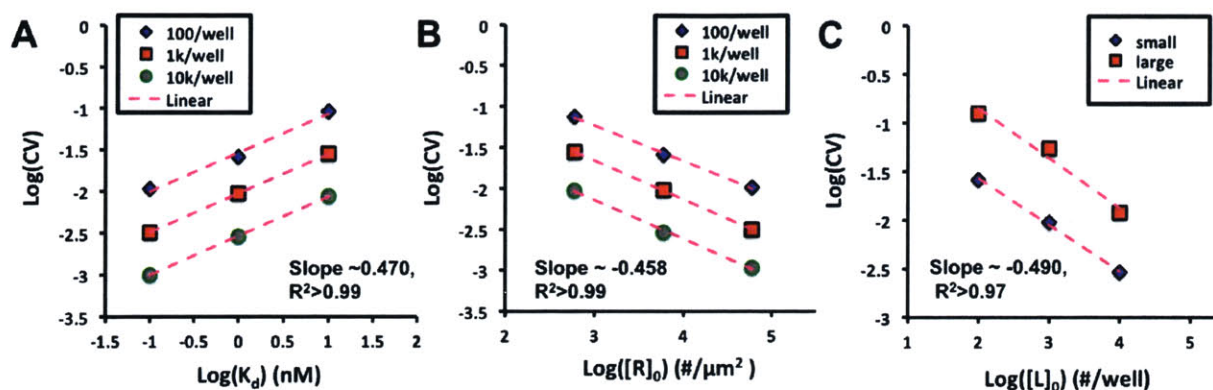 A
100/well
1k/well
10k/well
Linear
0
-0.5
-1
-1.5
-2
-2.5
-3
-3.5
Log(CV)
Slope ~0.470,
R²>0.99
-1.5 -1 -0.5 0 0.5 1 1.5 2
Log(Kd) (nM)
B
100/well
1k/well
10k/well
Linear
0
-0.5
-1
-1.5
-2
-2.5
-3
-3.5
Log(CV)
Slope ~ -0.458
R²>0.99
2 3 4 5
Log([R]0) (#/µm²)
C
small
large
Linear
0
-0.5
-1
-1.5
-2
-2.5
-3
Log(CV)
Slope ~ -0.490,
R²>0.97
1 2 3 4 5
Log([L]0) (#/well)